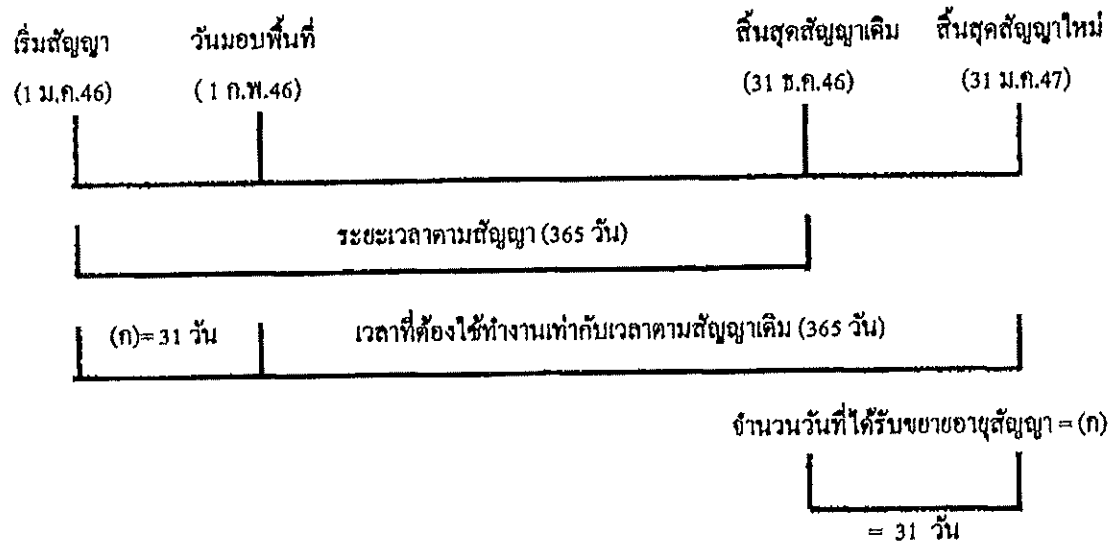 เริ่มสัญญา วันมอบพื้นที่ สิ้นสุดสัญญาเดิม สิ้นสุดสัญญาใหม่
(1 ม.ค.46) ( 1 ก.พ.46) (31 ธ.ค.46) (31 ม.ค.47)
ระยะเวลาตามสัญญา (365 วัน)
(ก)= 31 วัน เวลาที่ต้องใช้ทำงานเท่ากับเวลาตามสัญญาเดิม (365 วัน)
จำนวนวันที่ได้รับขยายอายุสัญญา = (ก)
= 31 วัน